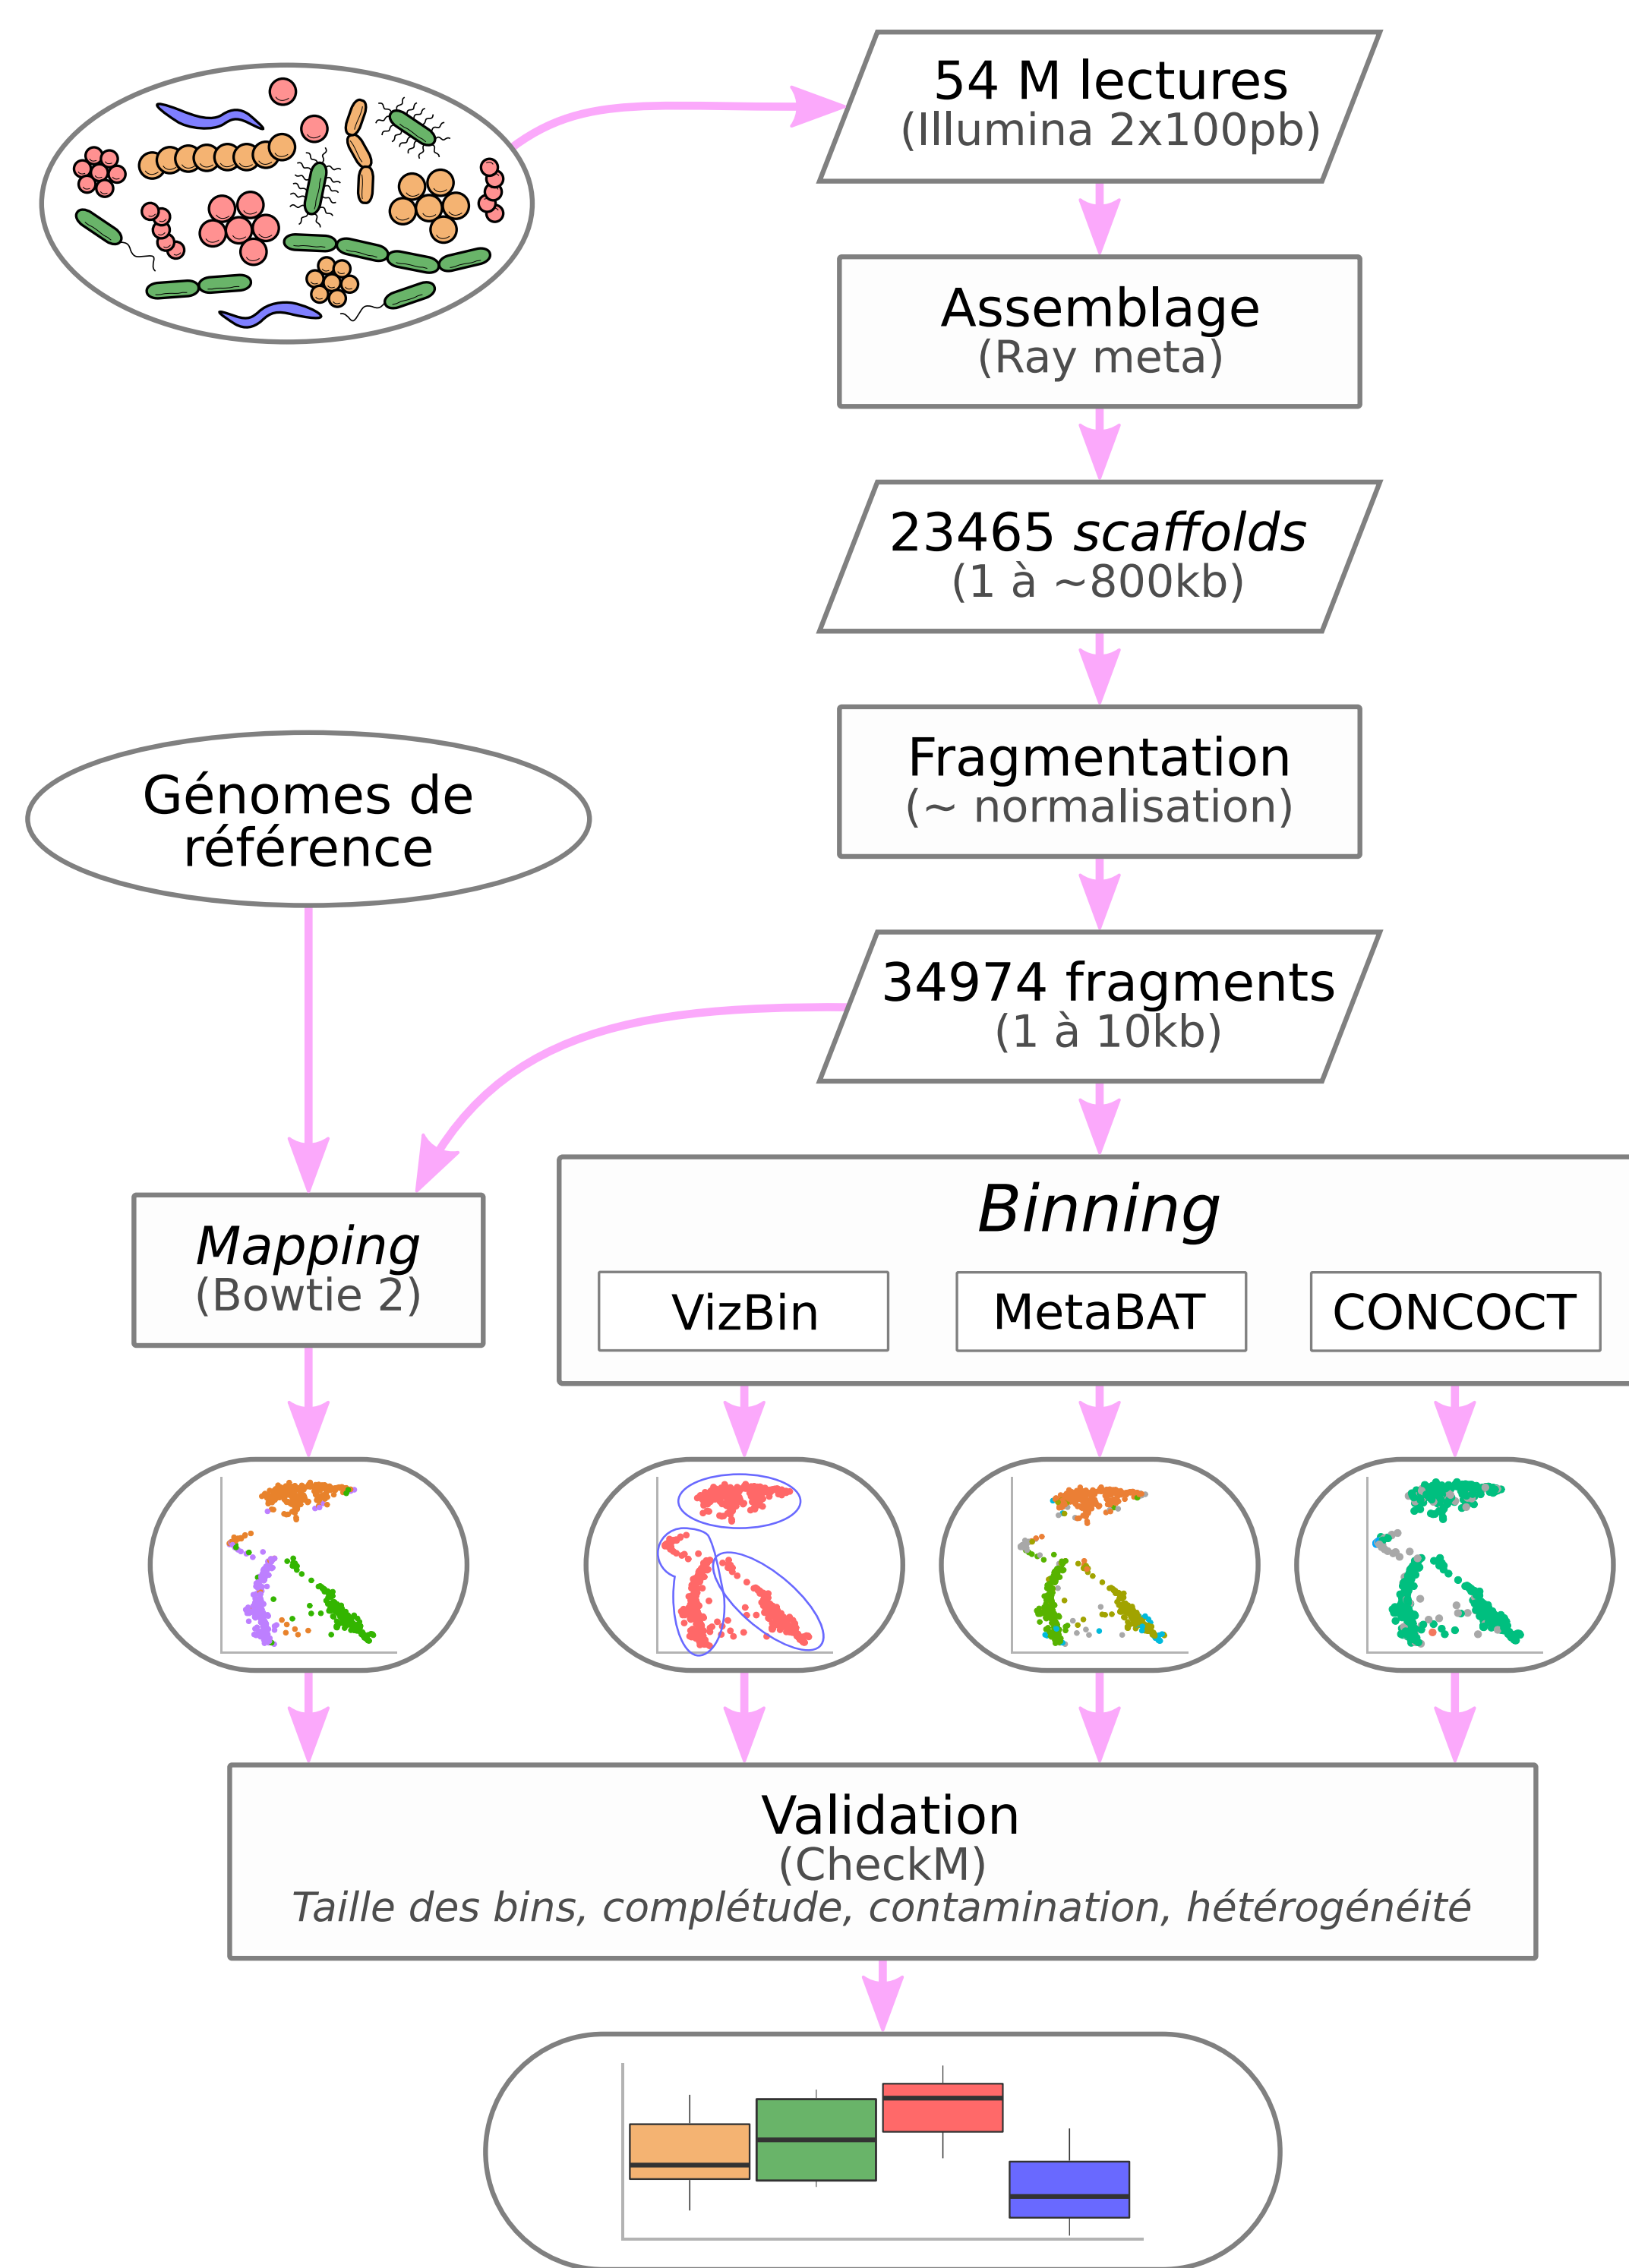 54 M lectures
(Illumina 2x100pb)
Assemblage
(Ray meta)
23465 scaffolds
(1 à ~800kb)
Fragmentation
(~ normalisation)
Génomes de
référence
34974 fragments
(1 à 10kb)
Binning
Mapping
(Bowtie 2)
VizBin
MetaBAT
CONCOCT
Validation
(CheckM)
Taille des bins, complétude, contamination, hétérogénéité